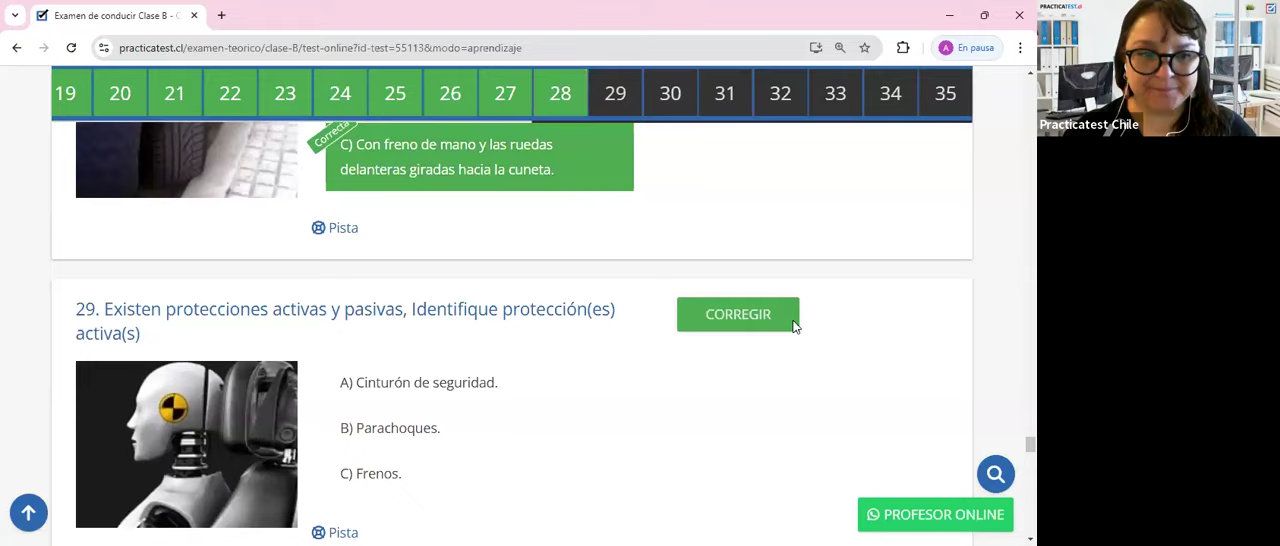 Examen de conducir Clase B - C
practicatest.cl/examen-teorico/clase-B/test-online?id-test=55113&modo=aprendizaje
A
En pausa
PRACTICATEST.cl
19 20 21 22 23 24 25 26 27 28 29 30 31 32 33 34 35
Practicatest Chile
Correcta
C) Con freno de mano y las ruedas
delanteras giradas hacia la cuneta.
Pista
29. Existen protecciones activas y pasivas, Identifique protección(es)
activa(s)
CORREGIR
A) Cinturón de seguridad.
B) Parachoques.
C) Frenos.
PROFESOR ONLINE
Pista